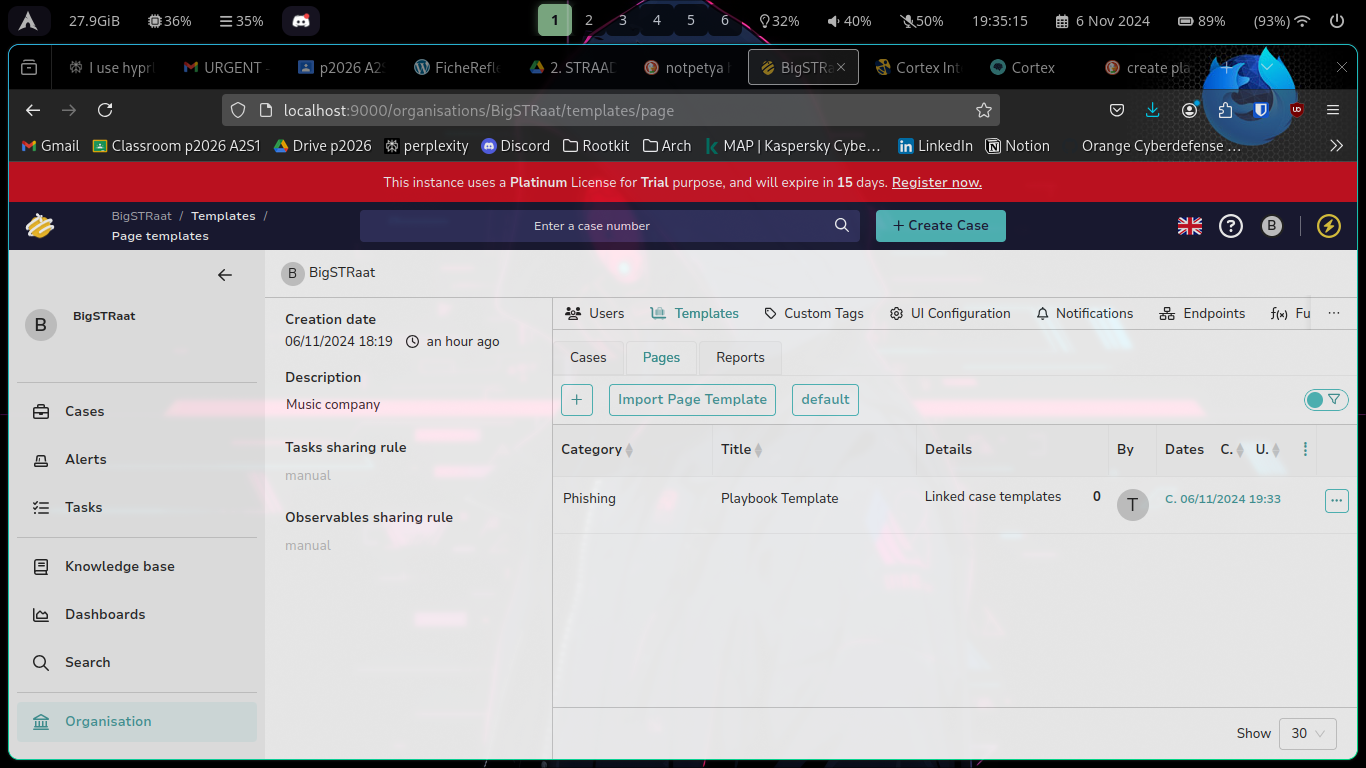 27.9GiB 36% 35% 1 2 3 4 5 6 32% 40% 50% 19:35:15 6 Nov 2024 89% (93%)
I use hypr URGENT - p2026 A2S FicheRefle 2. STRAAD notpetya h BigSTRa Cortex Int Cortex create pla
localhost:9000/organisations/BigSTRaat/templates/page
Gmail Classroom p2026 A2S1 Drive p2026 perplexity Discord Rootkit Arch MAP | Kaspersky Cybe... LinkedIn Notion Orange Cyberdefense ...
This instance uses a Platinum License for Trial purpose, and will expire in 15 days. Register now.
BigSTRaat / Templates /
Page templates
Enter a case number
+ Create Case
B
B BigSTRaat
B BigSTRaat
Cases
Alerts
Tasks
Knowledge base
Dashboards
Search
Organisation
Creation date
06/11/2024 18:19 an hour ago
Description
Music company
Tasks sharing rule
manual
Observables sharing rule
manual
Users Templates Custom Tags UI Configuration Notifications Endpoints f(x) Fu ...
Cases Pages Reports
+ Import Page Template default
Category Title Details By Dates C. U.
Phishing Playbook Template Linked case templates 0 T C. 06/11/2024 19:33 ...
Show 30